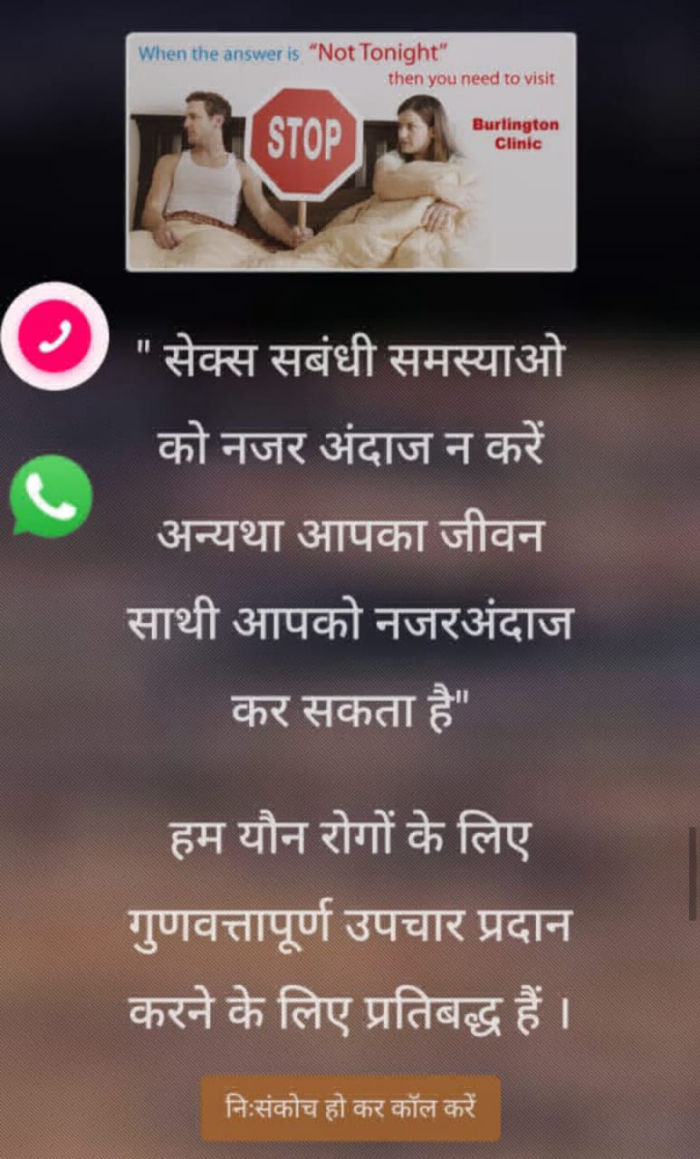 When the answer is “Not Tonight”
then you need to visit
Burlington
Clinic
STOP
" सेक्स सबंधी समस्याओ
को नजर अंदाज न करें
अन्यथा आपका जीवन
साथी आपको नजरअंदाज
कर सकता है"
हम यौन रोगों के लिए
गुणवत्तापूर्ण उपचार प्रदान
करने के लिए प्रतिबद्ध हैं ।
निःसंकोच हो कर कॉल करें